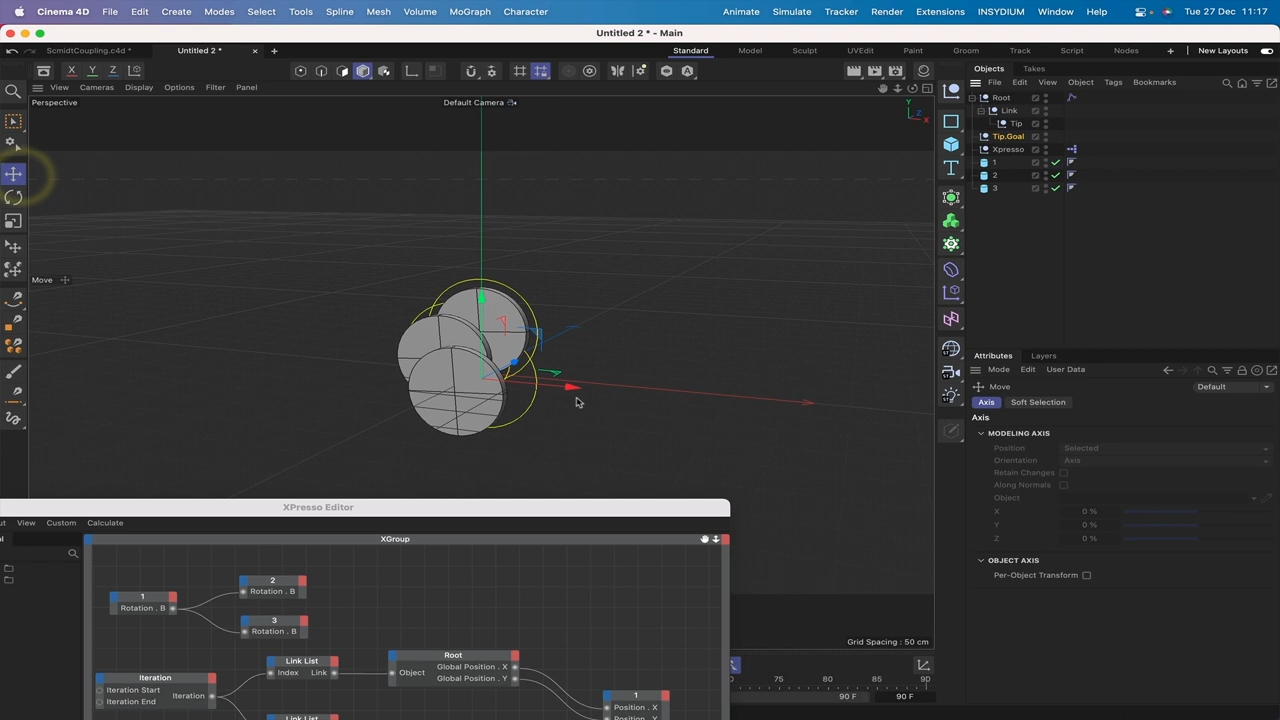 Cinema 4D File Edit Create Modes Select Tools Spline Mesh Volume MoGraph Character Animate Simulate Tracker Render Extensions INSYDIUM Window Help Tue 27 Dec 11:17
Untitled 2 * - Main
ScmidtCoupling.c4d * Untitled 2 * × + Standard Model Sculpt UVEdit Paint Groom Track Script Nodes + New Layouts
X Y Z
Objects Takes
View Cameras Display Options Filter Panel
File Edit View Object Tags Bookmarks
Perspective
Default Camera
Y
Z
X
Root
Link
Tip
Tip.Goal
Xpresso
1
2
3
Move
Attributes Layers
Mode Edit User Data
Move
Default
Axis Soft Selection
Axis
MODELING AXIS
Position Selected
Orientation Axis
Retain Changes
Along Normals
Object
X 0 %
Y 0 %
Z 0 %
OBJECT AXIS
Per-Object Transform
XPresso Editor
View Custom Calculate
XGroup
1
Rotation . B
2
Rotation . B
3
Rotation . B
Iteration
Iteration Start
Iteration End
Iteration
Link List
Index Link
Root
Object
Global Position . X
Global Position . Y
1
Position . X
Position . Y
Link List
Grid Spacing : 50 cm
75 80 85 90
90 F 90 F